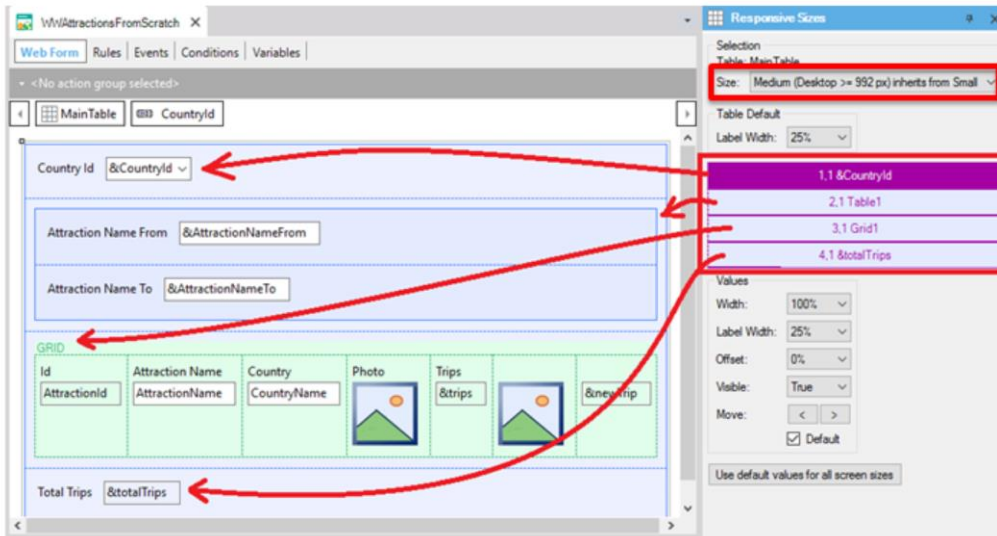 WWAttractionsFromScratch
Responsive Sizes
Web Form Rules Events Conditions Variables
Selection
Table: MainTable
<No action group selected>
Size: Medium (Desktop >= 992 px) inherits from Small
MainTable CountryId
Table Default
Label Width: 25%
Country Id &CountryId
1,1 &CountryId
2,1 Table1
Attraction Name From &AttractionNameFrom
3,1 Grid1
4,1 &totalTrips
Attraction Name To &AttractionNameTo
Values
Width: 100%
Label Width: 25%
GRID
Offset: 0%
Id Attraction Name Country Photo Trips
AttractionId AttractionName CountryName &trips &newTrip
Visible: True
Move: < >
Default
Use default values for all screen sizes
Total Trips &totalTrips